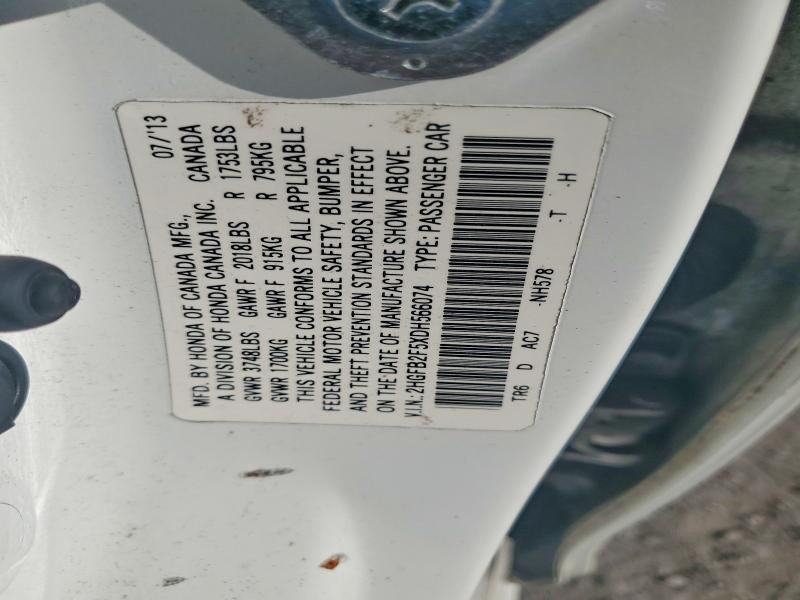 MFD. BY HONDA OF CANADA MFG., 07/'13
A DIVISION OF HONDA CANADA INC. CANADA
GVWR 3748LBS GAWR F 2018LBS R 1753LBS
GVWR 1700KG GAWR F 915KG R 795KG
THIS VEHICLE CONFORMS TO ALL APPLICABLE
FEDERAL MOTOR VEHICLE SAFETY, BUMPER,
AND THEFT PREVENTION STANDARDS IN EFFECT
ON THE DATE OF MANUFACTURE SHOWN ABOVE.
V.I.N.: 2HGFB2F5XDH566074 TYPE: PASSENGER CAR
TR6 D AC7 -NH578 -T -H